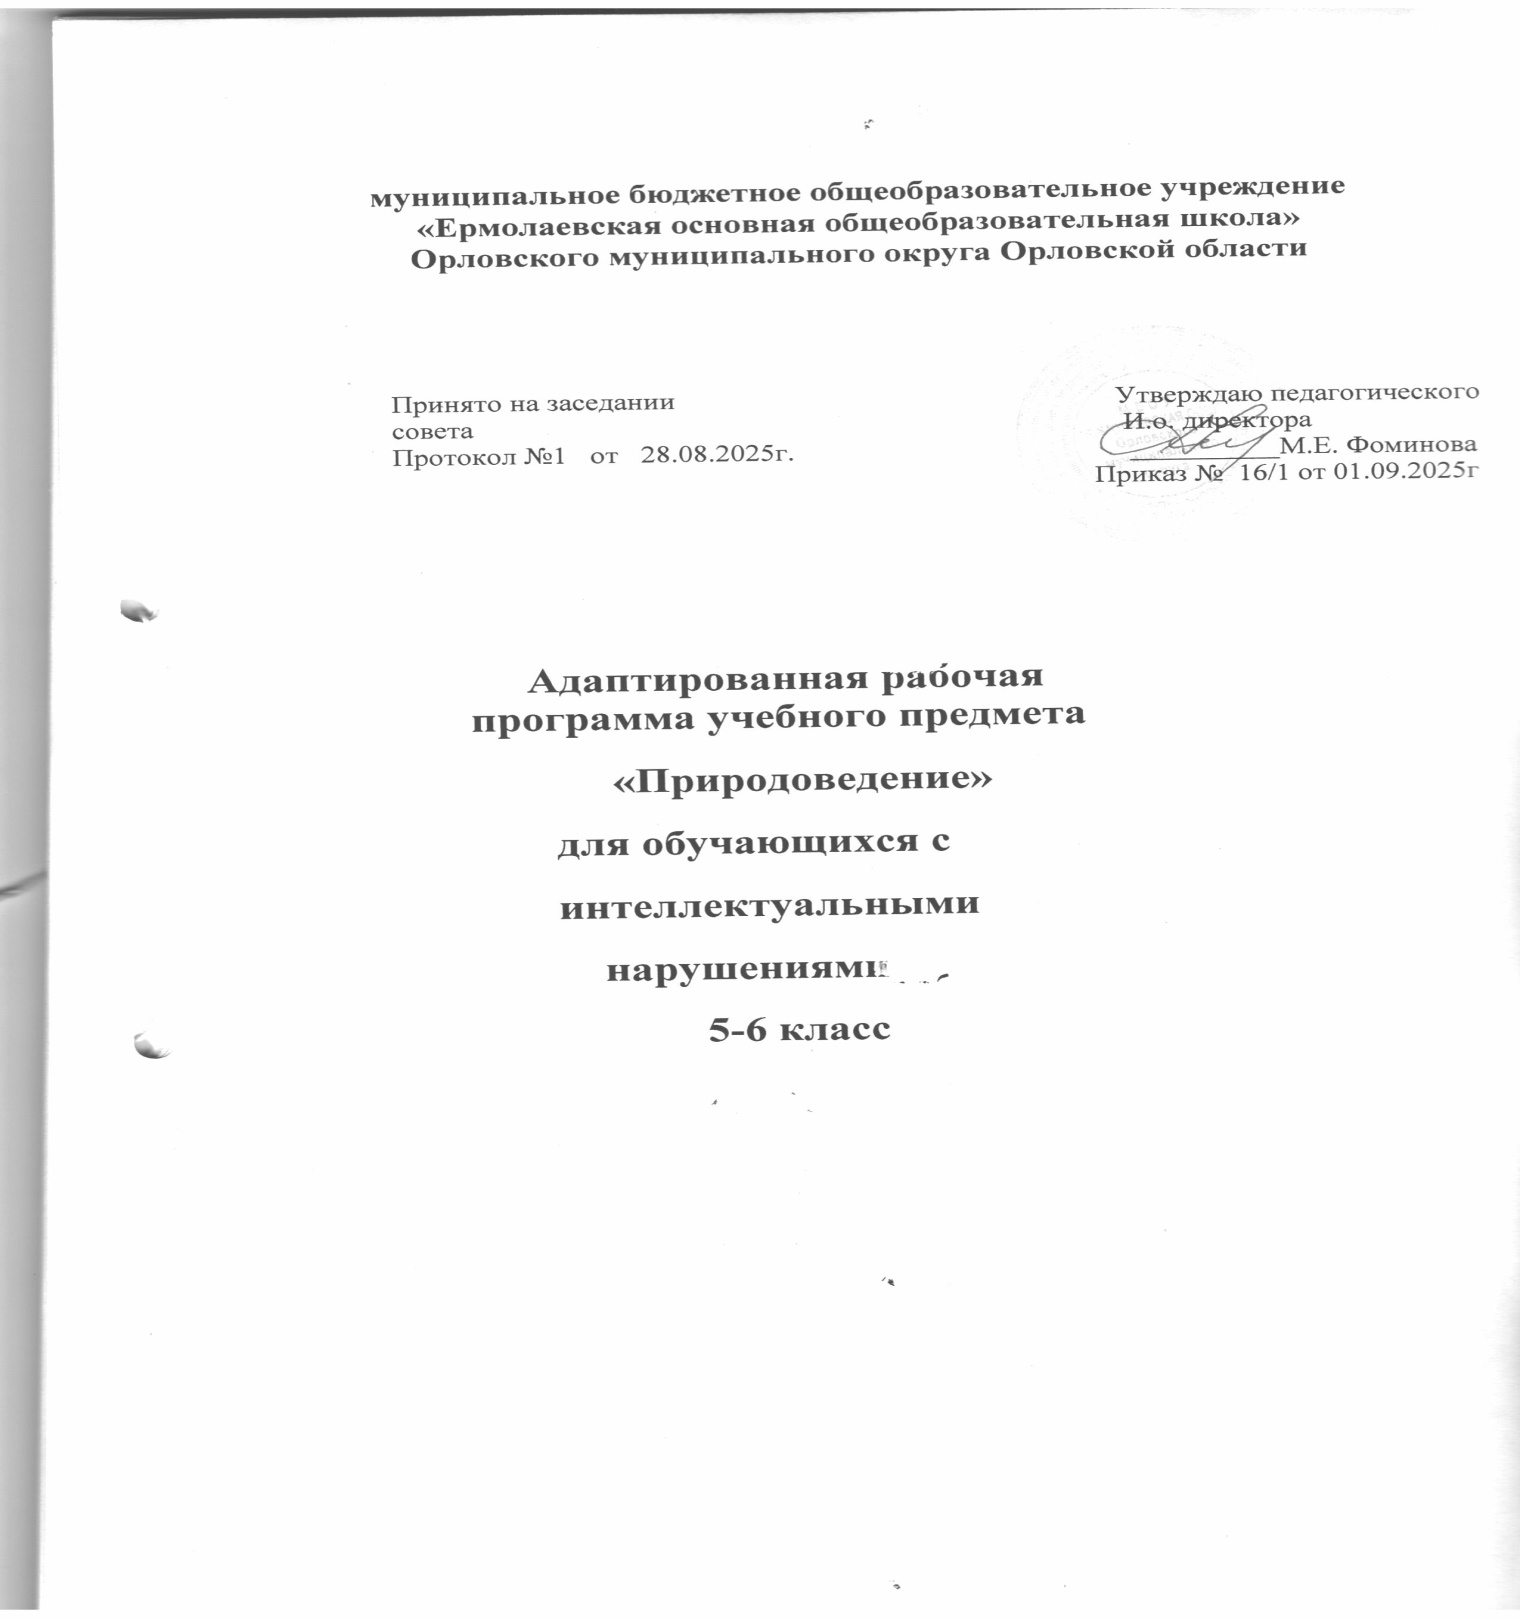 муниципальное бюджетное общеобразовательное учреждение
«Ермолаевская основная общеобразовательная школа»
Орловского муниципального округа Орловской области
Принято на заседании
совета
Протокол №1 от 28.08.2025г.
Утверждаю педагогического
И.о. директора
М.Е. Фоминова
Приказ № 16/1 от 01.09.2025г
Адаптированная рабочая
программа учебного предмета
«Природоведение»
для обучающихся с
интеллектуальными
нарушениями
5-6 класс